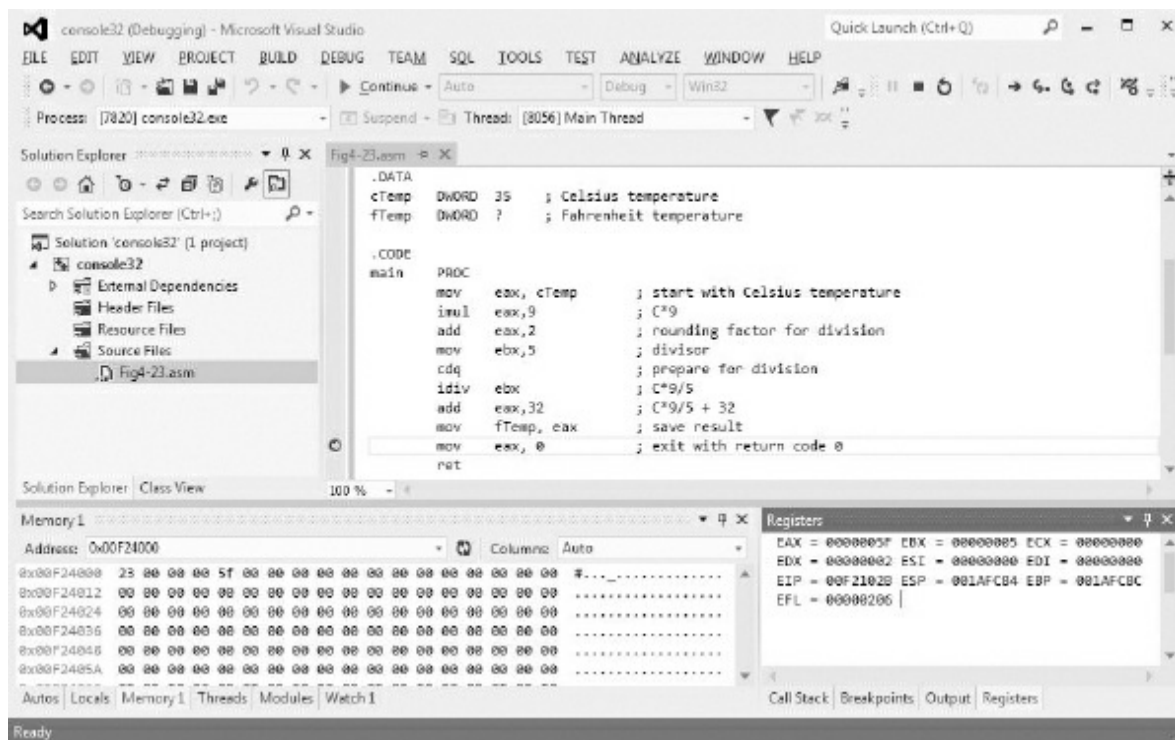 console32 (Debugging) - Microsoft Visual Studio
Quick Launch (Ctrl+Q)
FILE EDIT VIEW PROJECT BUILD DEBUG TEAM SQL TOOLS TEST ANALYZE WINDOW HELP
Continue Auto Debug Win32
Process: [7820] console32.exe Suspend Thread: [8056] Main Thread
Solution Explorer
Search Solution Explorer (Ctrl+;)
Solution 'console32' (1 project)
console32
External Dependencies
Header Files
Resource Files
Source Files
Fig4-23.asm
Solution Explorer Class View
Fig4-23.asm
.DATA
cTemp DWORD 35 ; Celsius temperature
fTemp DWORD ? ; Fahrenheit temperature
.CODE
main PROC
mov eax, cTemp ; start with Celsius temperature
imul eax,9 ; C*9
add eax,2 ; rounding factor for division
mov ebx,5 ; divisor
cdq ; prepare for division
idiv ebx ; C*9/5
add eax,32 ; C*9/5 + 32
mov fTemp, eax ; save result
mov eax, 0 ; exit with return code 0
ret
100 %
Memory 1
Address: 0x00F24000 Columns: Auto
0x00F24000 23 00 00 00 5f 00 00 00 00 00 00 00 00 00 00 00 00 00 #..._.............
0x00F24012 00 00 00 00 00 00 00 00 00 00 00 00 00 00 00 00 00 00 ..................
0x00F24024 00 00 00 00 00 00 00 00 00 00 00 00 00 00 00 00 00 00 ..................
0x00F24036 00 00 00 00 00 00 00 00 00 00 00 00 00 00 00 00 00 00 ..................
0x00F24048 00 00 00 00 00 00 00 00 00 00 00 00 00 00 00 00 00 00 ..................
0x00F2405A 00 00 00 00 00 00 00 00 00 00 00 00 00 00 00 00 00 00 ..................
Autos Locals Memory 1 Threads Modules Watch 1
Registers
EAX = 0000005F EBX = 00000005 ECX = 00000000
EDX = 00000002 ESI = 00000000 EDI = 00000000
EIP = 00F2102B ESP = 001AFCB4 EBP = 001AFCBC
EFL = 00000206
Call Stack Breakpoints Output Registers
Ready